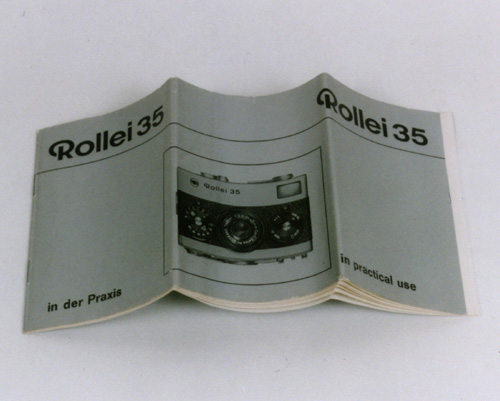 Rollei 35
in der Praxis
Rollei 35
Rollei 35
in practical use